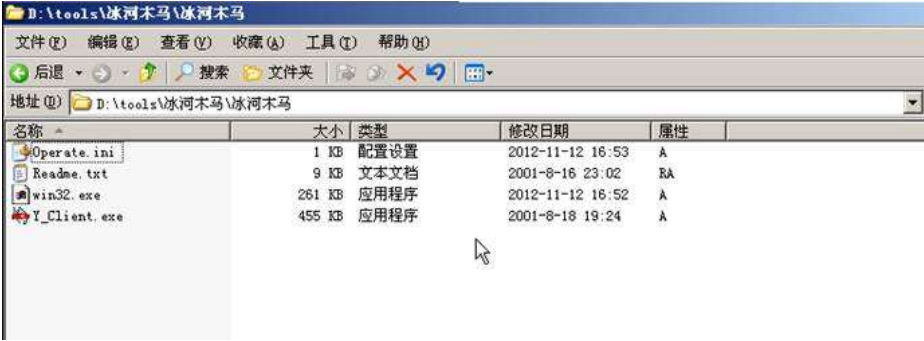 D:\tools\冰河木马\冰河木马
文件(F) 编辑(E) 查看(V) 收藏(A) 工具(T) 帮助(H)
后退 搜索 文件夹
地址(D) D:\tools\冰河木马\冰河木马
名称 大小 类型 修改日期 属性
Operate.ini 1 KB 配置设置 2012-11-12 16:53 A
Readme.txt 9 KB 文本文档 2001-8-16 23:02 RA
win32.exe 261 KB 应用程序 2012-11-12 16:52 A
Y_Client.exe 455 KB 应用程序 2001-8-18 19:24 A